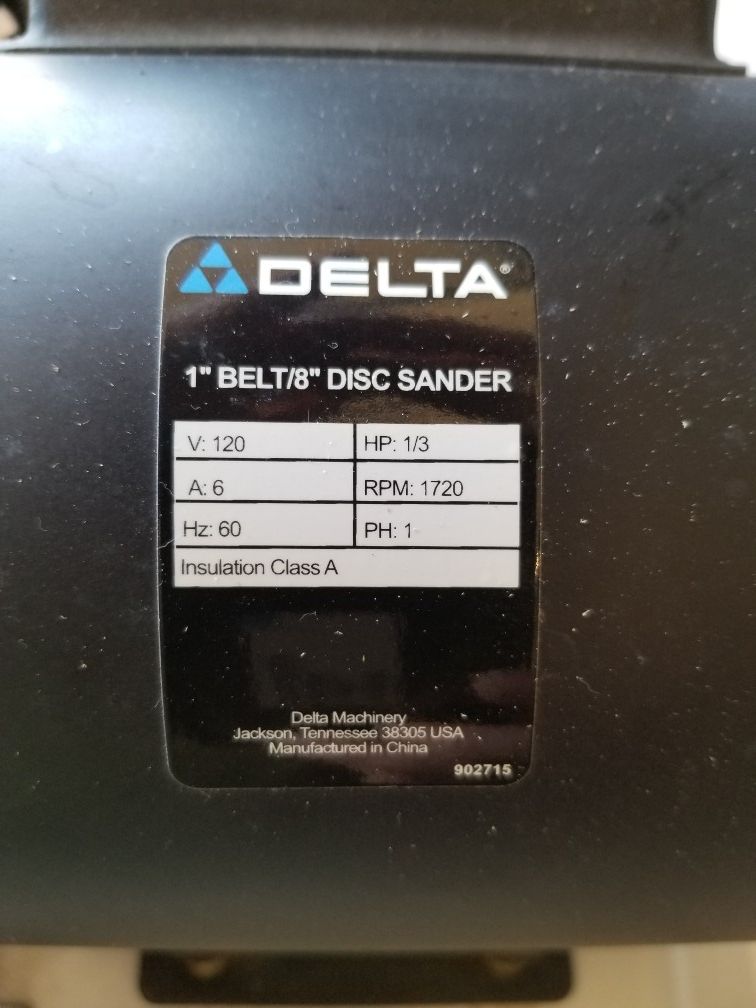 DELTA®
1" BELT/8" DISC SANDER
V: 120 HP: 1/3
A: 6 RPM: 1720
Hz: 60 PH: 1
Insulation Class A
Delta Machinery
Jackson, Tennessee 38305 USA
Manufactured in China
902715